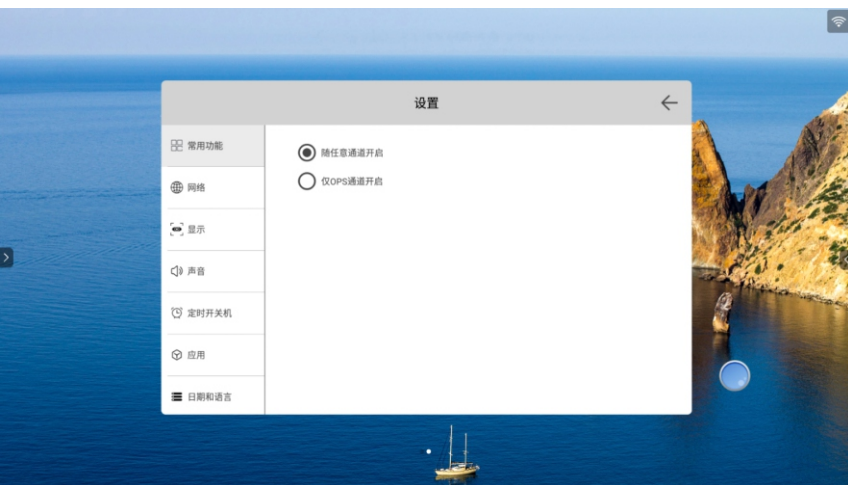 设置
常用功能
随任意通道开启
网络
仅OPS通道开启
显示
声音
定时开关机
应用
日期和语言